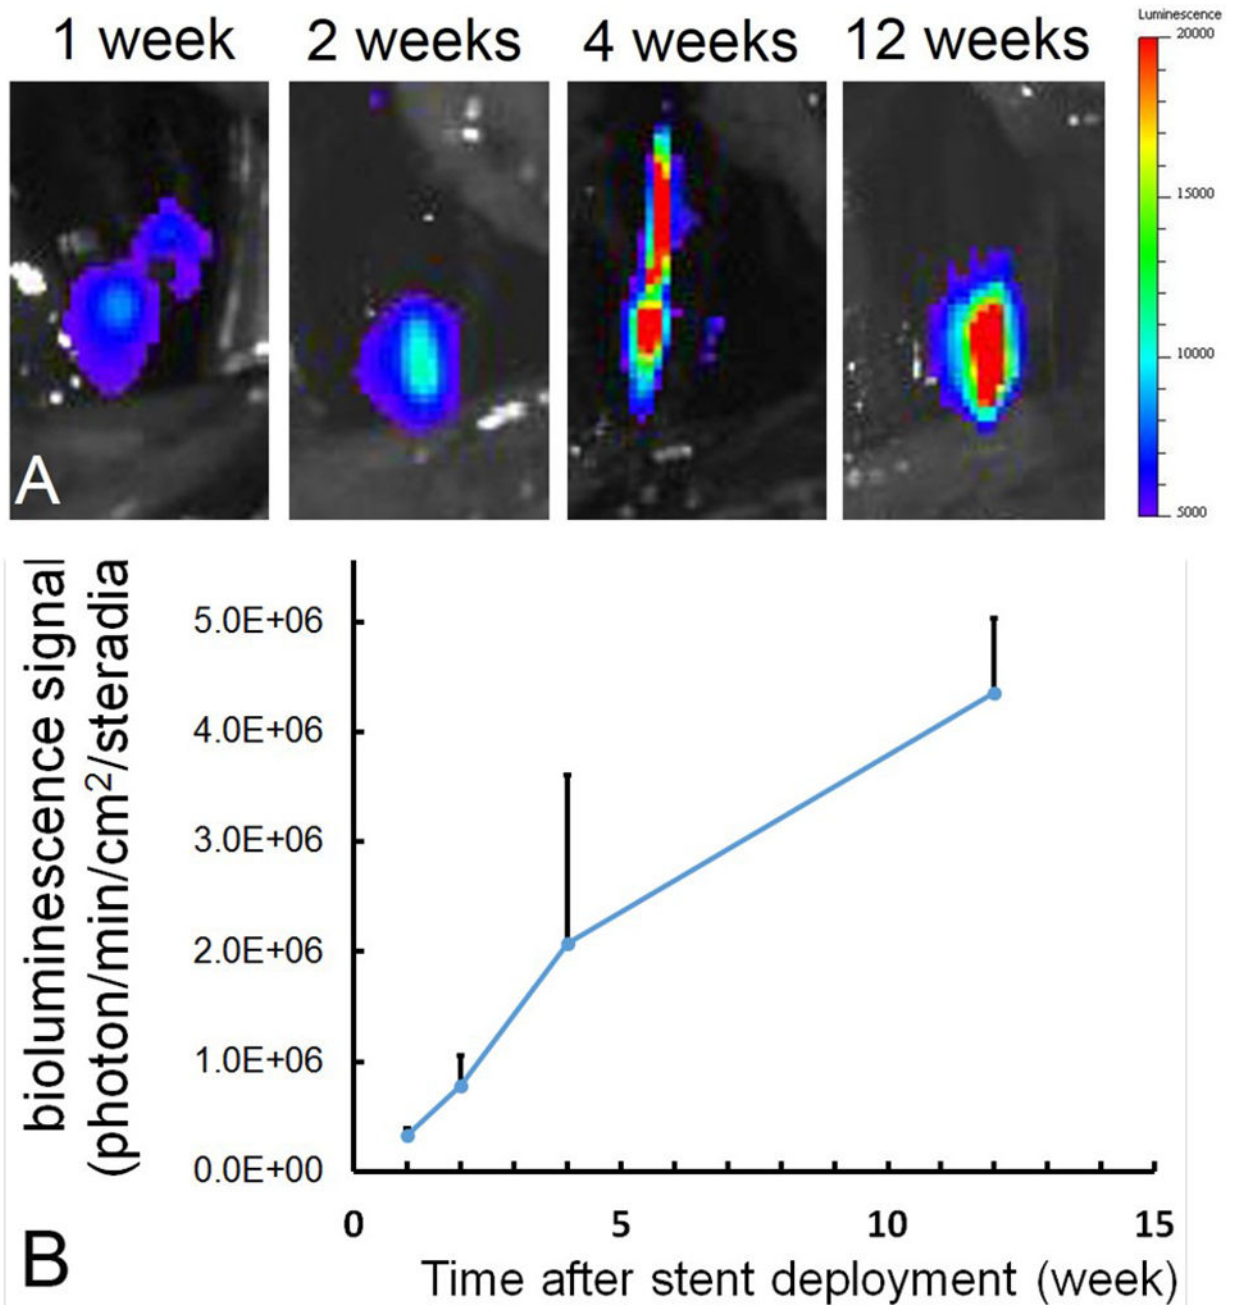 1 week 2 weeks 4 weeks 12 weeks
Luminescence
20000
15000
10000
5000
A
bioluminescence signal
(photon/min/cm²/steradia
5.0E+06
4.0E+06
3.0E+06
2.0E+06
1.0E+06
0.0E+00
0 5 10 15
Time after stent deployment (week)
B